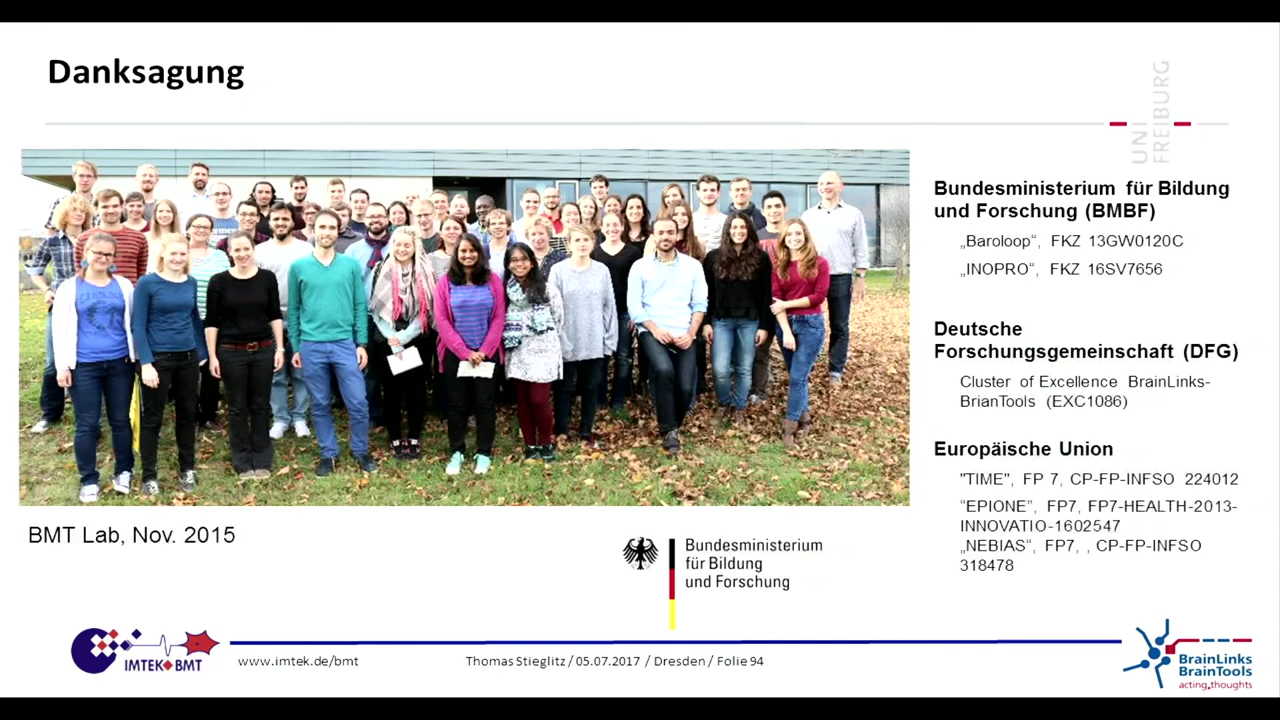 Danksagung
UNI
FREIBURG
Bundesministerium für Bildung
und Forschung (BMBF)
„Baroloop“, FKZ 13GW0120C
„INOPRO“, FKZ 16SV7656
Deutsche
Forschungsgemeinschaft (DFG)
Cluster of Excellence BrainLinks-
BrianTools (EXC1086)
Europäische Union
"TIME", FP 7, CP-FP-INFSO 224012
“EPIONE”, FP7, FP7-HEALTH-2013-
INNOVATIO-1602547
„NEBIAS“, FP7, , CP-FP-INFSO
318478
BMT Lab, Nov. 2015
Bundesministerium
für Bildung
und Forschung
IMTEK BMT
www.imtek.de/bmt
Thomas Stieglitz / 05.07.2017 / Dresden / Folie 94
BrainLinks
BrainTools
acting.thoughts